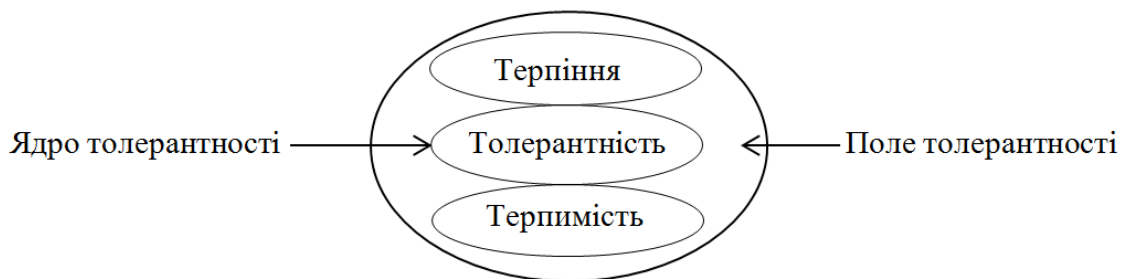 Терпіння
Ядро толерантності
Толерантність
Поле толерантності
Терпимість